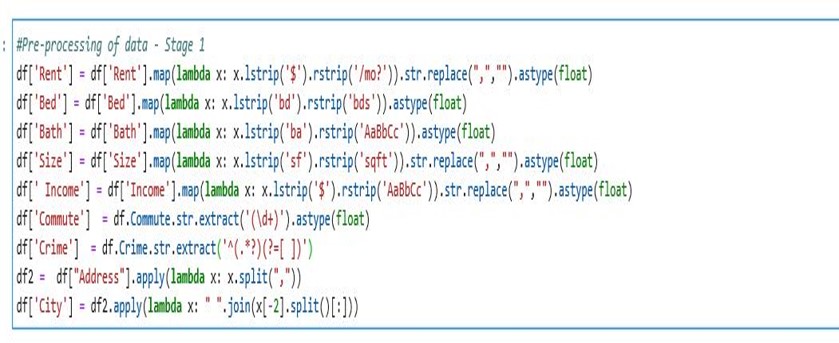 : #Pre-processing of data - Stage 1
df['Rent'] = df['Rent'].map(lambda x: x.lstrip('$').rstrip('/mo?')).str.replace(",","").astype(float)
df['Bed'] = df['Bed'].map(lambda x: x.lstrip('bd').rstrip('bds')).astype(float)
df['Bath'] = df['Bath'].map(lambda x: x.lstrip('ba').rstrip('AaBbCc')).astype(float)
df['Size'] = df['Size'].map(lambda x: x.lstrip('sf').rstrip('sqft')).str.replace(",","").astype(float)
df[' Income'] = df['Income'].map(lambda x: x.lstrip('$').rstrip('AaBbCc')).str.replace(",","").astype(float)
df['Commute']  = df.Commute.str.extract('(\d+)').astype(float)
df['Crime']  = df.Crime.str.extract('^(.*?)(?=[ ])')
df2 =  df["Address"].apply(lambda x: x.split(","))
df['City'] = df2.apply(lambda x: " ".join(x[-2].split()[:]))